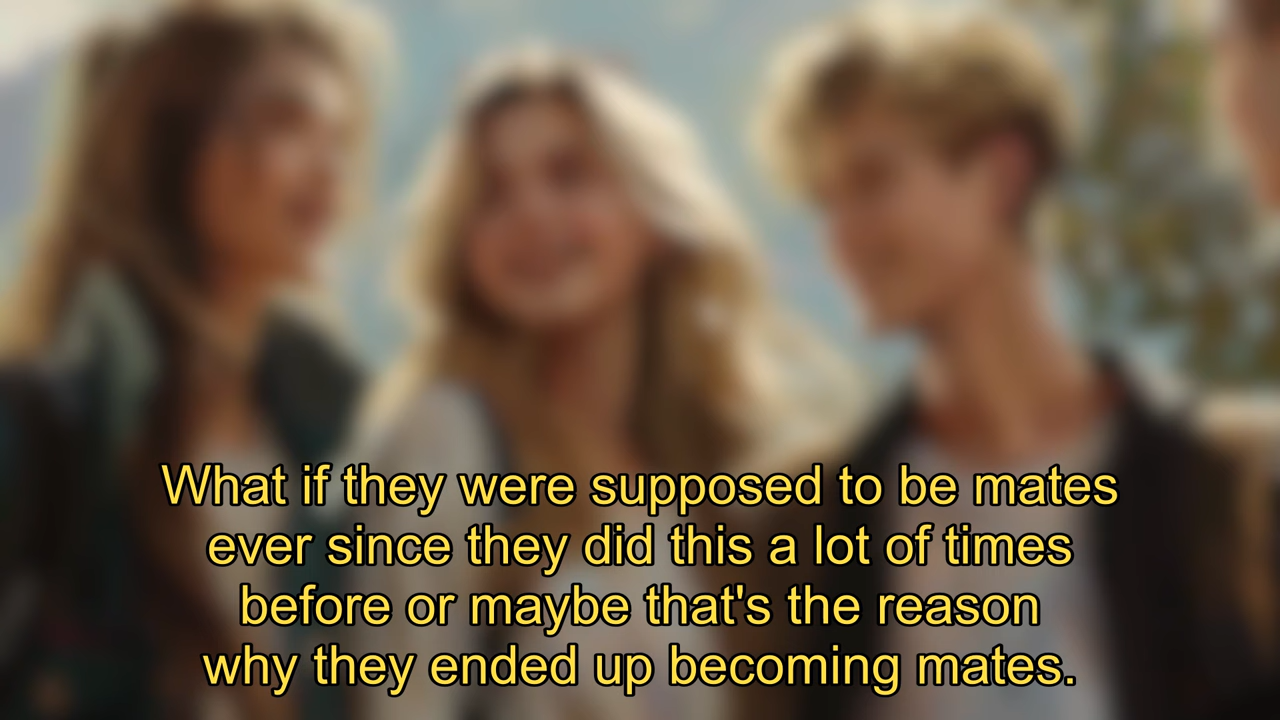 What if they were supposed to be mates
ever since they did this a lot of times
before or maybe that's the reason
why they ended up becoming mates.